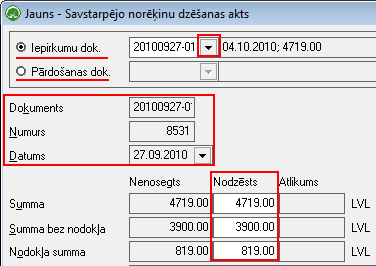 Jauns - Savstarpējo norēķinu dzēšanas akts
Iepirkumu dok. 20100927-01 04.10.2010; 4719.00
Pārdošanas dok.
Dokuments 20100927-0
Numurs 8531
Datums 27.09.2010
Nenosegts Nodzēsts Atlikums
Summa 4719.00 4719.00 LVL
Summa bez nodokļa 3900.00 3900.00 LVL
Nodokļa summa 819.00 819.00 LVL